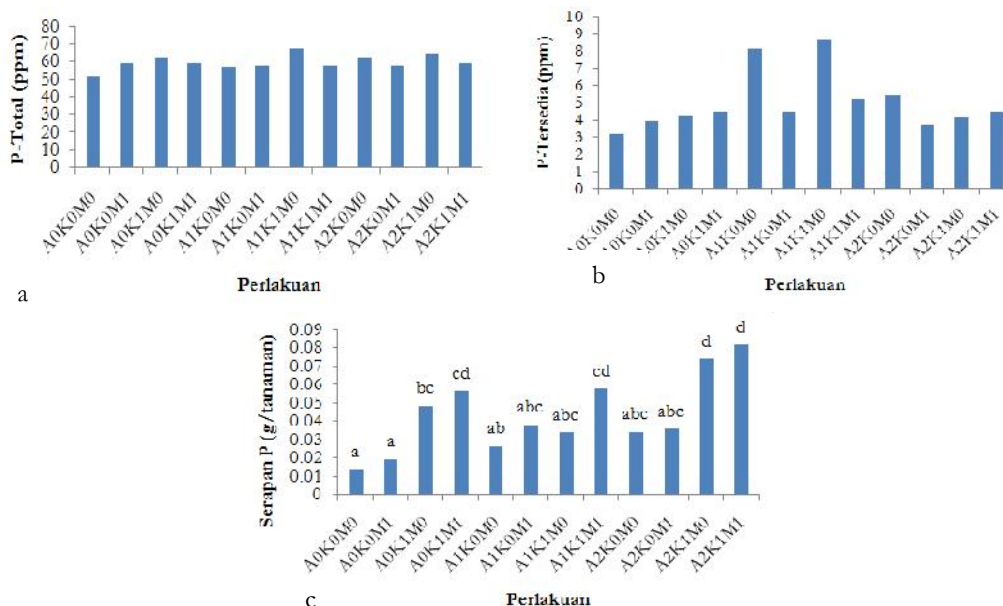 P-Total (ppm)
80
70
60
50
40
30
20
10
0
A0K0M0
A0K0M1
A0K1M0
A0K1M1
A1K0M0
A1K0M1
A1K1M0
A1K1M1
A2K0M0
A2K0M1
A2K1M0
A2K1M1
Perlakuan
a
P-Tersedia (ppm)
10
9
8
7
6
5
4
3
2
1
0
A0K0M0
A0K0M1
A0K1M0
A0K1M1
A1K0M0
A1K0M1
A1K1M0
A1K1M1
A2K0M0
A2K0M1
A2K1M0
A2K1M1
Perlakuan
b
Serapan P (g/tanaman)
0.09
0.08
0.07
0.06
0.05
0.04
0.03
0.02
0.01
0
a
a
bc
cd
ab
abc
abc
cd
abc
abc
d
d
A0K0M0
A0K0M1
A0K1M0
A0K1M1
A1K0M0
A1K0M1
A1K1M0
A1K1M1
A2K0M0
A2K0M1
A2K1M0
A2K1M1
Perlakuan
c